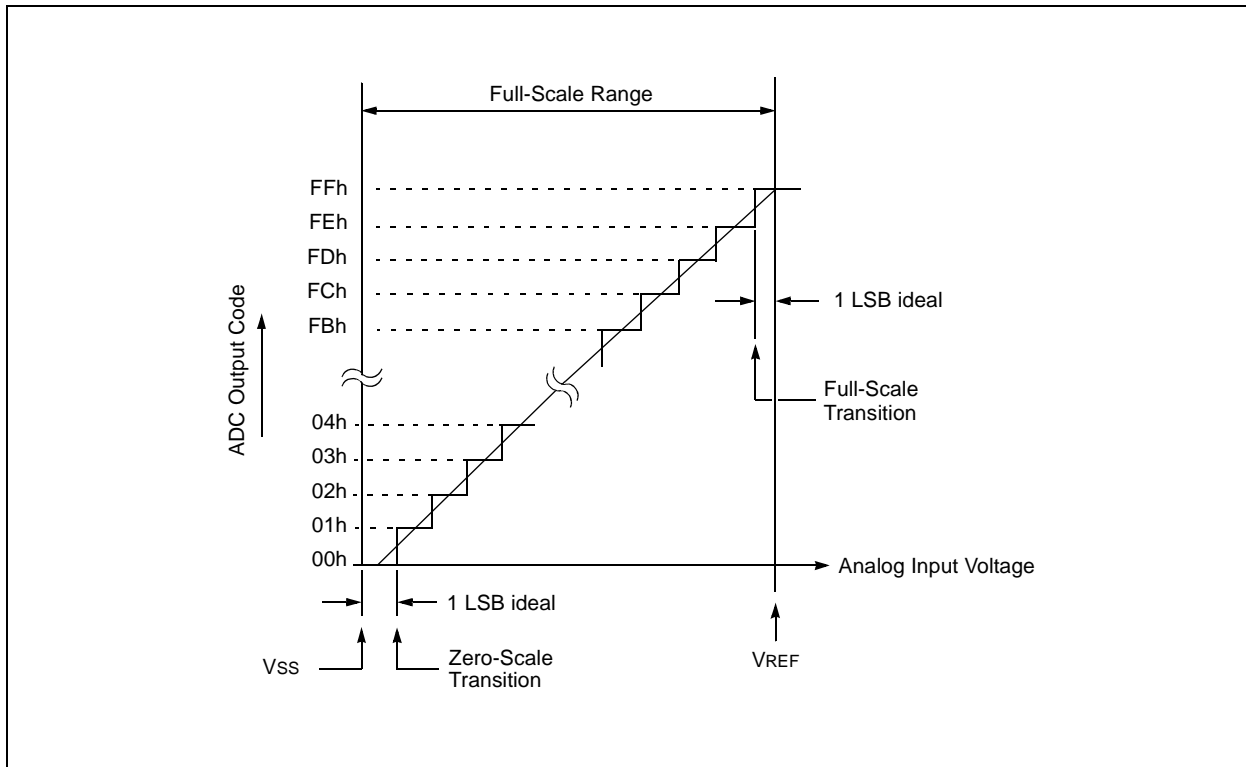 Full-Scale Range
FFh
FEh
FDh
FCh
FBh
1 LSB ideal
ADC Output Code
Full-Scale
Transition
04h
03h
02h
01h
00h
Analog Input Voltage
1 LSB ideal
VSS
Zero-Scale
Transition
VREF